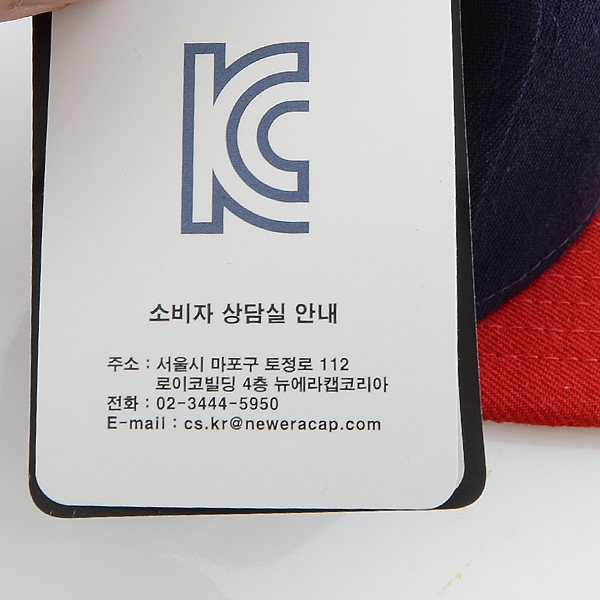 KC
소비자 상담실 안내
주소 : 서울시 마포구 토정로 112
로이코빌딩 4층 뉴에라캡코리아
전화 : 02-3444-5950
E-mail : cs.kr@neweracap.com